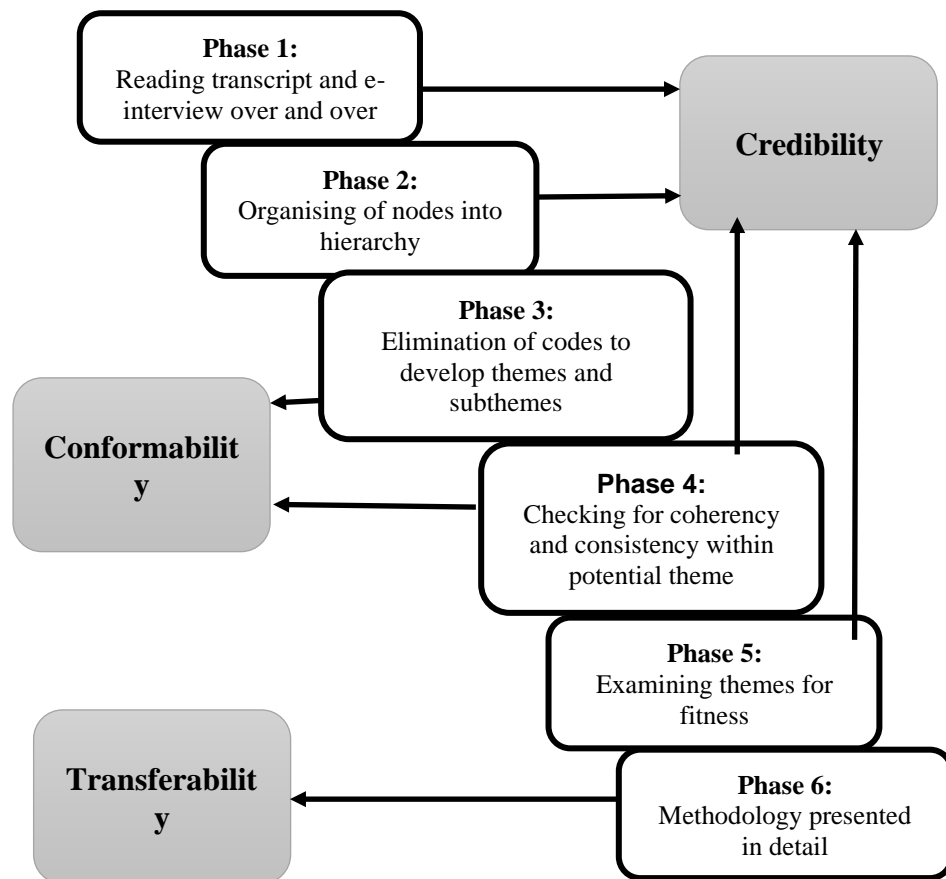 Phase 1:
Reading transcript and e-
interview over and over
Credibility
Phase 2:
Organising of nodes into
hierarchy
Phase 3:
Elimination of codes to
develop themes and
subthemes
Conformabilit
y
Phase 4:
Checking for coherency
and consistency within
potential theme
Phase 5:
Examining themes for
fitness
Transferabilit
y
Phase 6:
Methodology presented
in detail